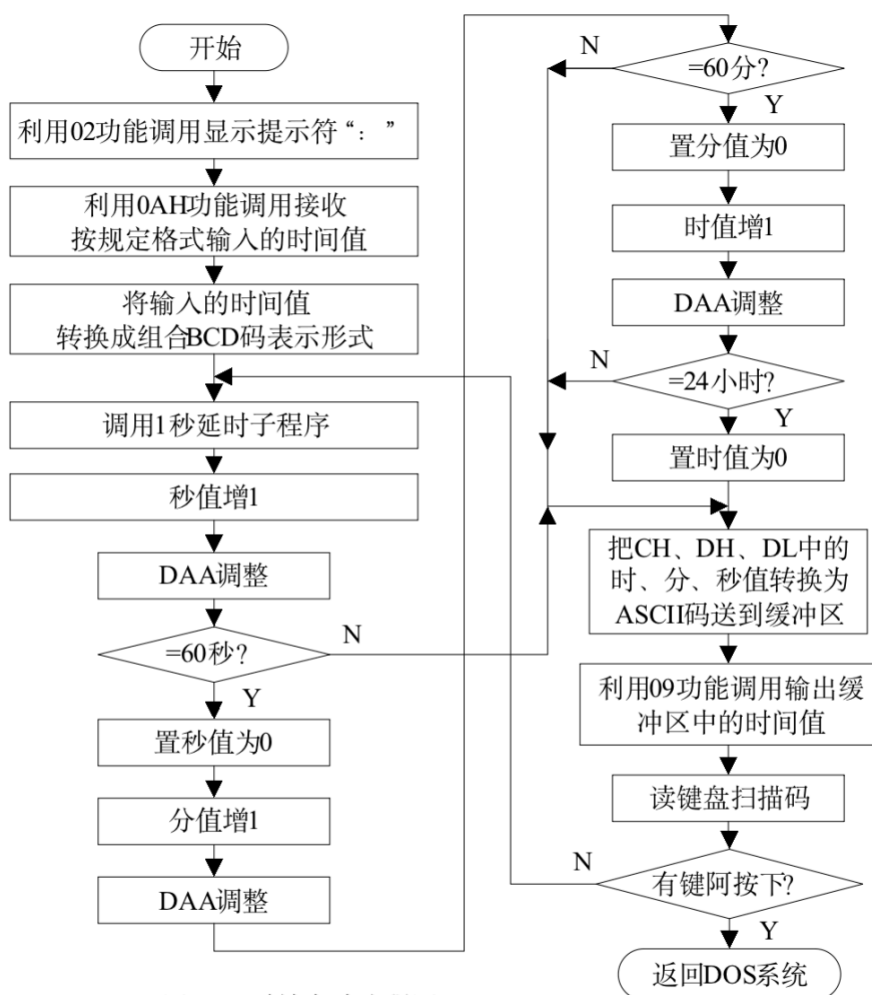 开始
利用02功能调用显示提示符“：”
利用0AH功能调用接收
按规定格式输入的时间值
将输入的时间值
转换成组合BCD码表示形式
调用1秒延时子程序
秒值增1
DAA调整
=60秒?
N
Y
置秒值为0
分值增1
DAA调整
=60分?
N
Y
置分值为0
时值增1
DAA调整
=24小时?
N
Y
置时值为0
把CH、DH、DL中的
时、分、秒值转换为
ASCII码送到缓冲区
利用09功能调用输出缓
冲区中的时间值
读键盘扫描码
有键阿按下?
N
Y
返回DOS系统